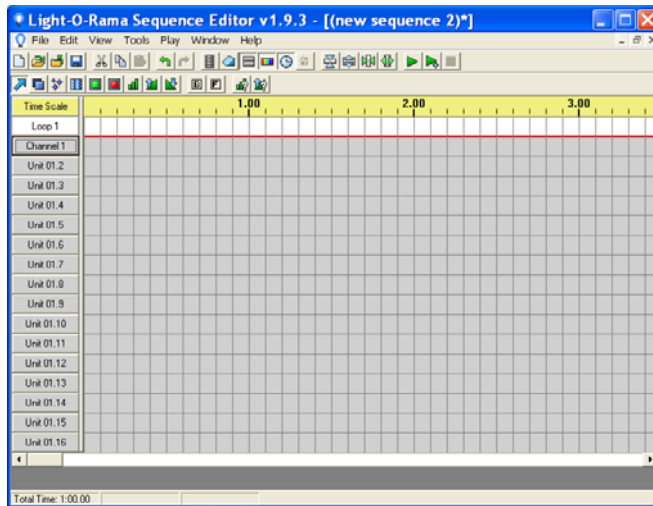 Light-O-Rama Sequence Editor v1.9.3 - [(new sequence 2)*]
File Edit View Tools Play Window Help
Time Scale 1.00 2.00 3.00
Loop 1
Channel 1
Unit 01.2
Unit 01.3
Unit 01.4
Unit 01.5
Unit 01.6
Unit 01.7
Unit 01.8
Unit 01.9
Unit 01.10
Unit 01.11
Unit 01.12
Unit 01.13
Unit 01.14
Unit 01.15
Unit 01.16
Total Time: 1:00.00